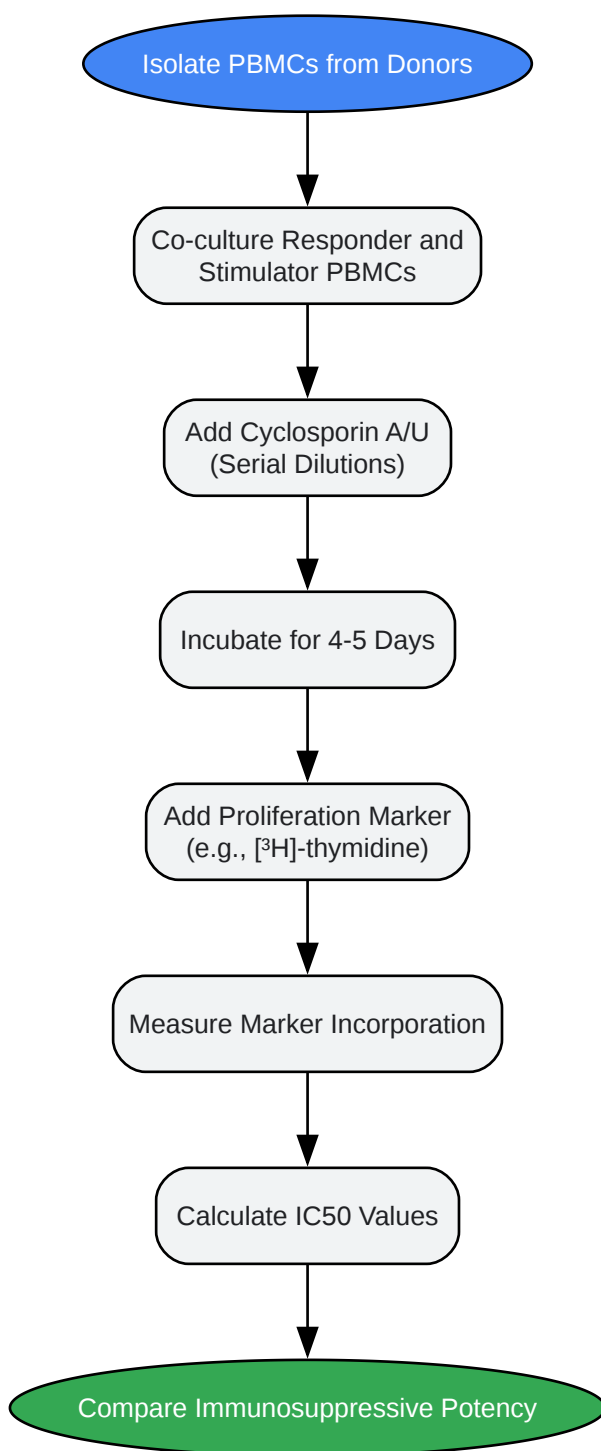 Isolate PBMCs from Donors
Co-culture Responder and
Stimulator PBMCs
Add Cyclosporin A/U
(Serial Dilutions)
Incubate for 4-5 Days
Add Proliferation Marker
(e.g., [³H]-thymidine)
Measure Marker Incorporation
Calculate IC50 Values
Compare Immunosuppressive Potency